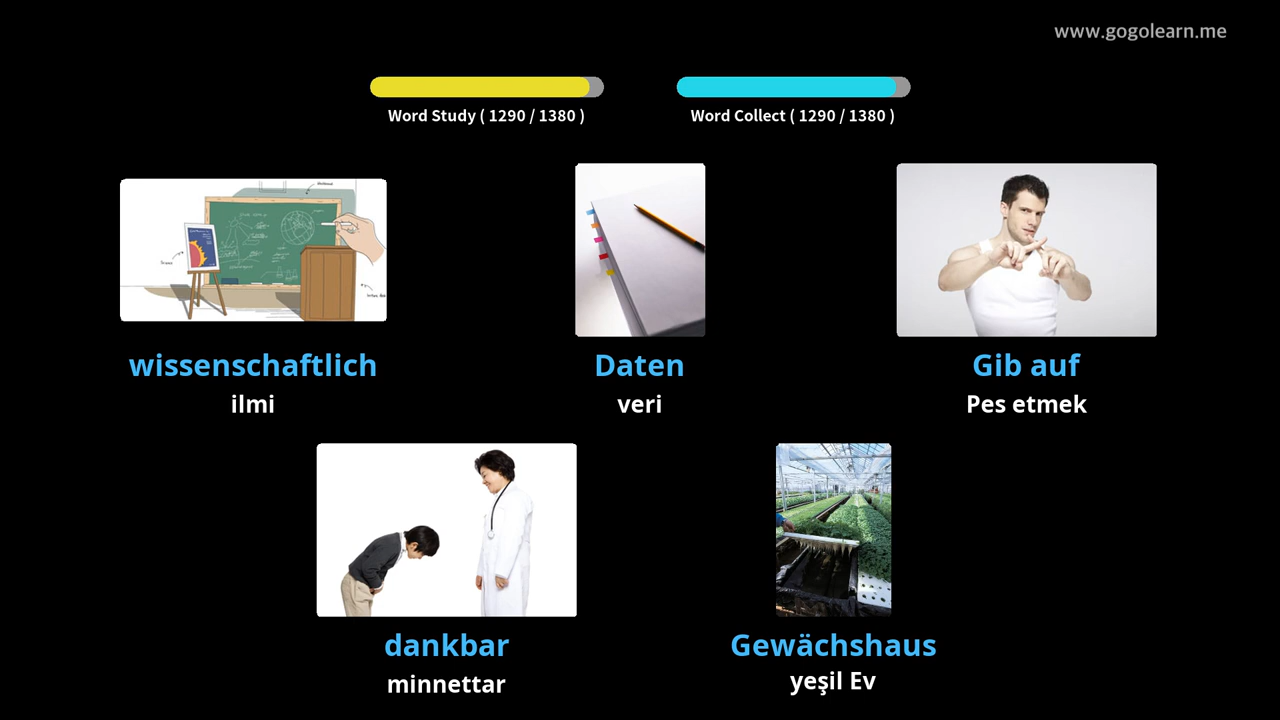 www.gogolearn.me
Word Study ( 1290 / 1380 )
Word Collect ( 1290 / 1380 )
wissenschaftlich
ilmi
Daten
veri
Gib auf
Pes etmek
dankbar
minnettar
Gewächshaus
yeşil Ev